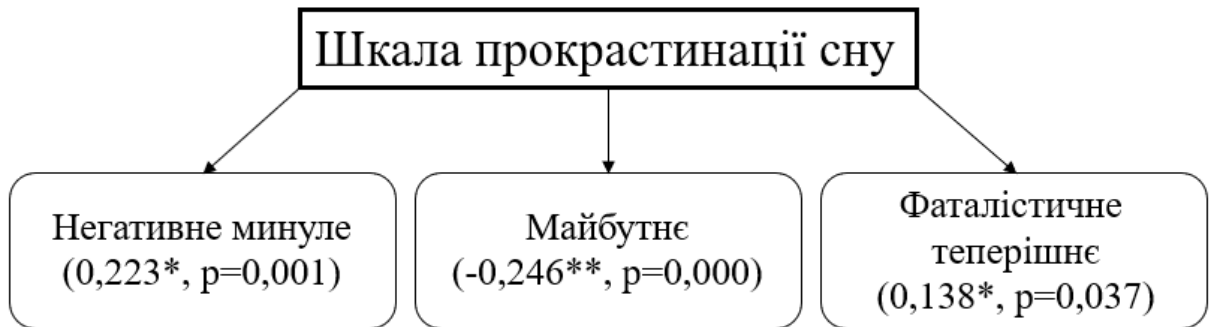 Шкала прокрастинації сну
Негативне минуле
(0,223*, p=0,001)
Майбутнє
(-0,246**, p=0,000)
Фаталістичне
теперішнє
(0,138*, p=0,037)